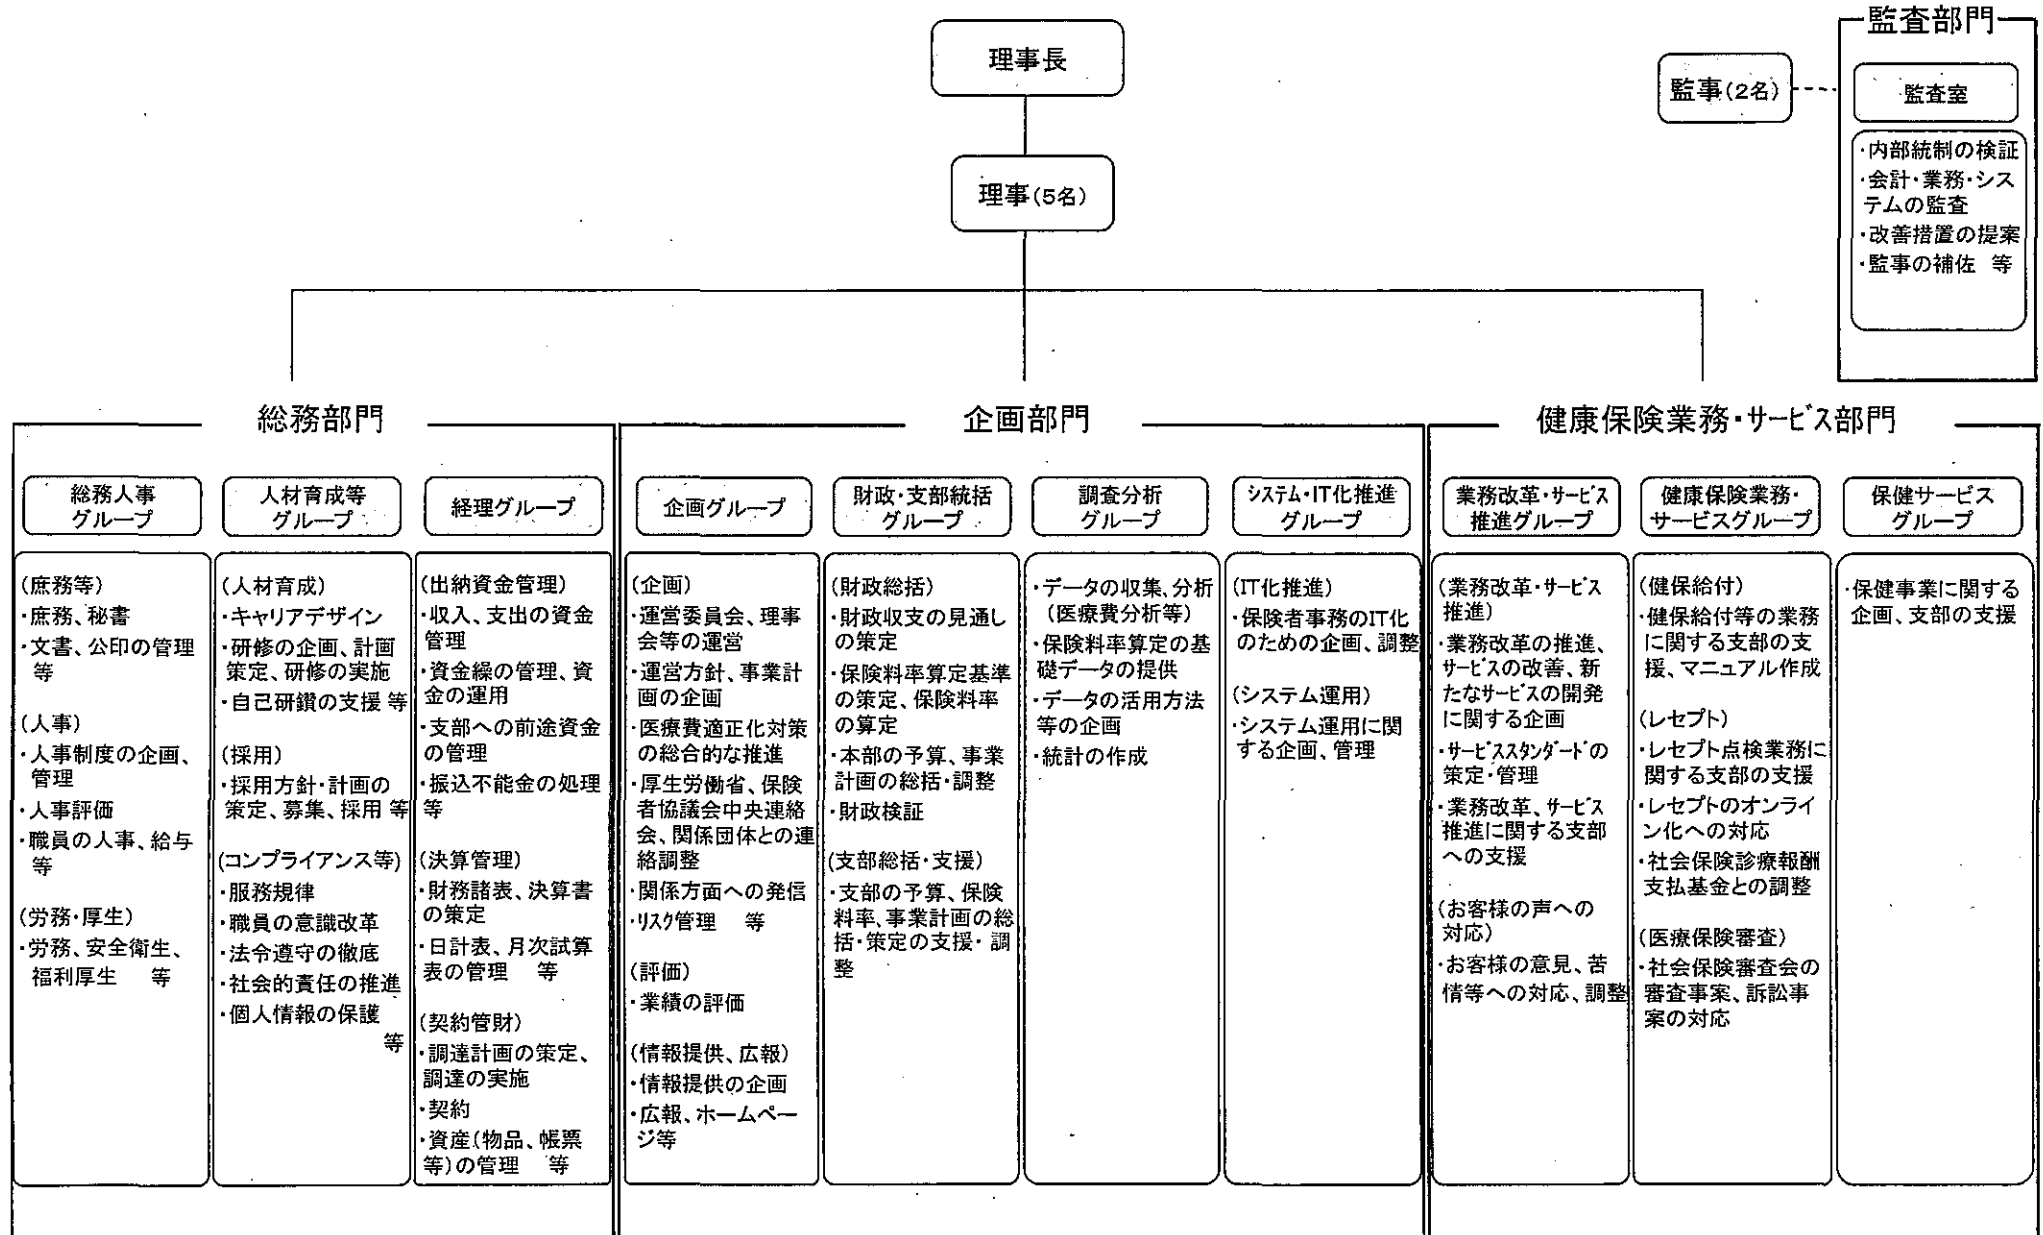 理事長
理事(5名)
監事(2名)
監査部門
監査室
・内部統制の検証
・会計・業務・シス
テムの監査
・改善措置の提案
・監事の補佐 等
総務部門
総務人事
グループ
(庶務等)
・庶務、秘書
・文書、公印の管理
等
(人事)
・人事制度の企画、
管理
・人事評価
・職員の人事、給与
等
(労務・厚生)
・労務、安全衛生、
福利厚生 等
人材育成等
グループ
(人材育成)
・キャリアデザイン
・研修の企画、計画
策定、研修の実施
・自己研鑽の支援 等
(採用)
・採用方針・計画の
策定、募集、採用 等
(コンプライアンス等)
・服務規律
・職員の意識改革
・法令遵守の徹底
・社会的責任の推進
・個人情報の保護
等
経理グループ
(出納資金管理)
・収入、支出の資金
管理
・資金繰の管理、資
金の運用
・支部への前途資金
の管理
・振込不能金の処理
等
(決算管理)
・財務諸表、決算書
の策定
・日計表、月次試算
表の管理 等
(契約管財)
・調達計画の策定、
調達の実施
・契約
・資産(物品、帳票
等)の管理 等
企画部門
企画グループ
(企画)
・運営委員会、理事
会等の運営
・運営方針、事業計
画の企画
・医療費適正化対策
の総合的な推進
・厚生労働省、保険
者協議会中央連絡
会、関係団体との連
絡調整
・関係方面への発信
・リスク管理 等
(評価)
・業績の評価
(情報提供、広報)
・情報提供の企画
・広報、ホームペー
ジ等
財政・支部統括
グループ
(財政総括)
・財政収支の見通し
の策定
・保険料率算定基準
の策定、保険料率
の算定
・本部の予算、事業
計画の総括・調整
・財政検証
(支部総括・支援)
・支部の予算、保険
料率、事業計画の総
括・策定の支援・調
整
調査分析
グループ
・データの収集、分析
(医療費分析等)
・保険料率算定の基
礎データの提供
・データの活用方法
等の企画
・統計の作成
システム・IT化推進
グループ
(IT化推進)
・保険者事務のIT化
のための企画、調整
(システム運用)
・システム運用に関
する企画、管理
健康保険業務・サービス部門
業務改革・サービス
推進グループ
(業務改革・サービス
推進)
・業務改革の推進、
サービスの改善、新
たなサービスの開発
に関する企画
・サービススタンダードの
策定・管理
・業務改革、サービス
推進に関する支部
への支援
(お客様の声への
対応)
・お客様の意見、苦
情等への対応、調整
健康保険業務・
サービスグループ
(健保給付)
・健保給付等の業務
に関する支部の支
援、マニュアル作成
(レセプト)
・レセプト点検業務に
関する支部の支援
・レセプトのオンライ
ン化への対応
・社会保険診療報酬
支払基金との調整
(医療保険審査)
・社会保険審査会の
審査事案、訴訟事
案の対応
保健サービス
グループ
・保健事業に関する
企画、支部の支援